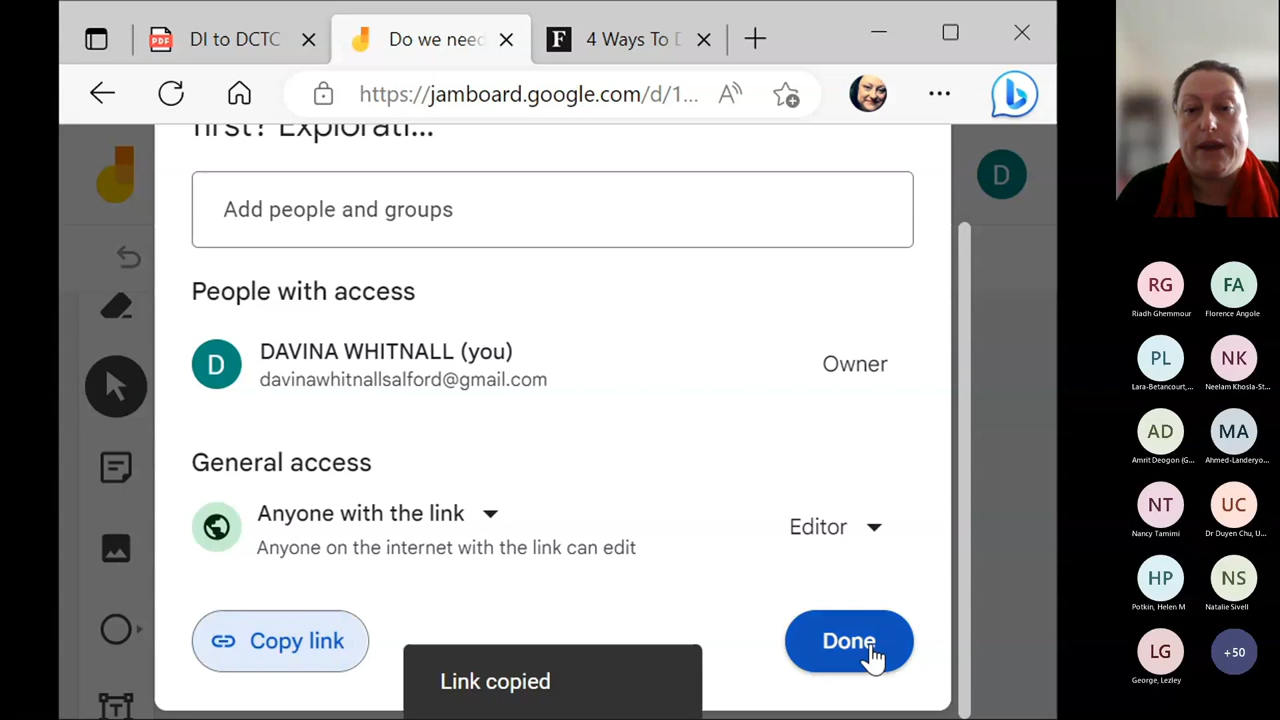 DI to DCTC
Do we need
4 Ways To D
https://jamboard.google.com/d/1...
first? Explorati...
D
Add people and groups
People with access
D
DAVINA WHITNALL (you)
davinawhitnallsalford@gmail.com
Owner
General access
Anyone with the link
Anyone on the internet with the link can edit
Editor
Copy link
Done
Link copied
RG
Riadh Ghemmour
FA
Florence Angole
PL
Lara-Betancourt,...
NK
Neelam Khosla-St...
AD
Amrit Deogon (G...
MA
Ahmed-Landeryo...
NT
Nancy Tamimi
UC
Dr Duyen Chu, U...
HP
Potkin, Helen M
NS
Natalie Sivell
LG
George, Lezley
+50